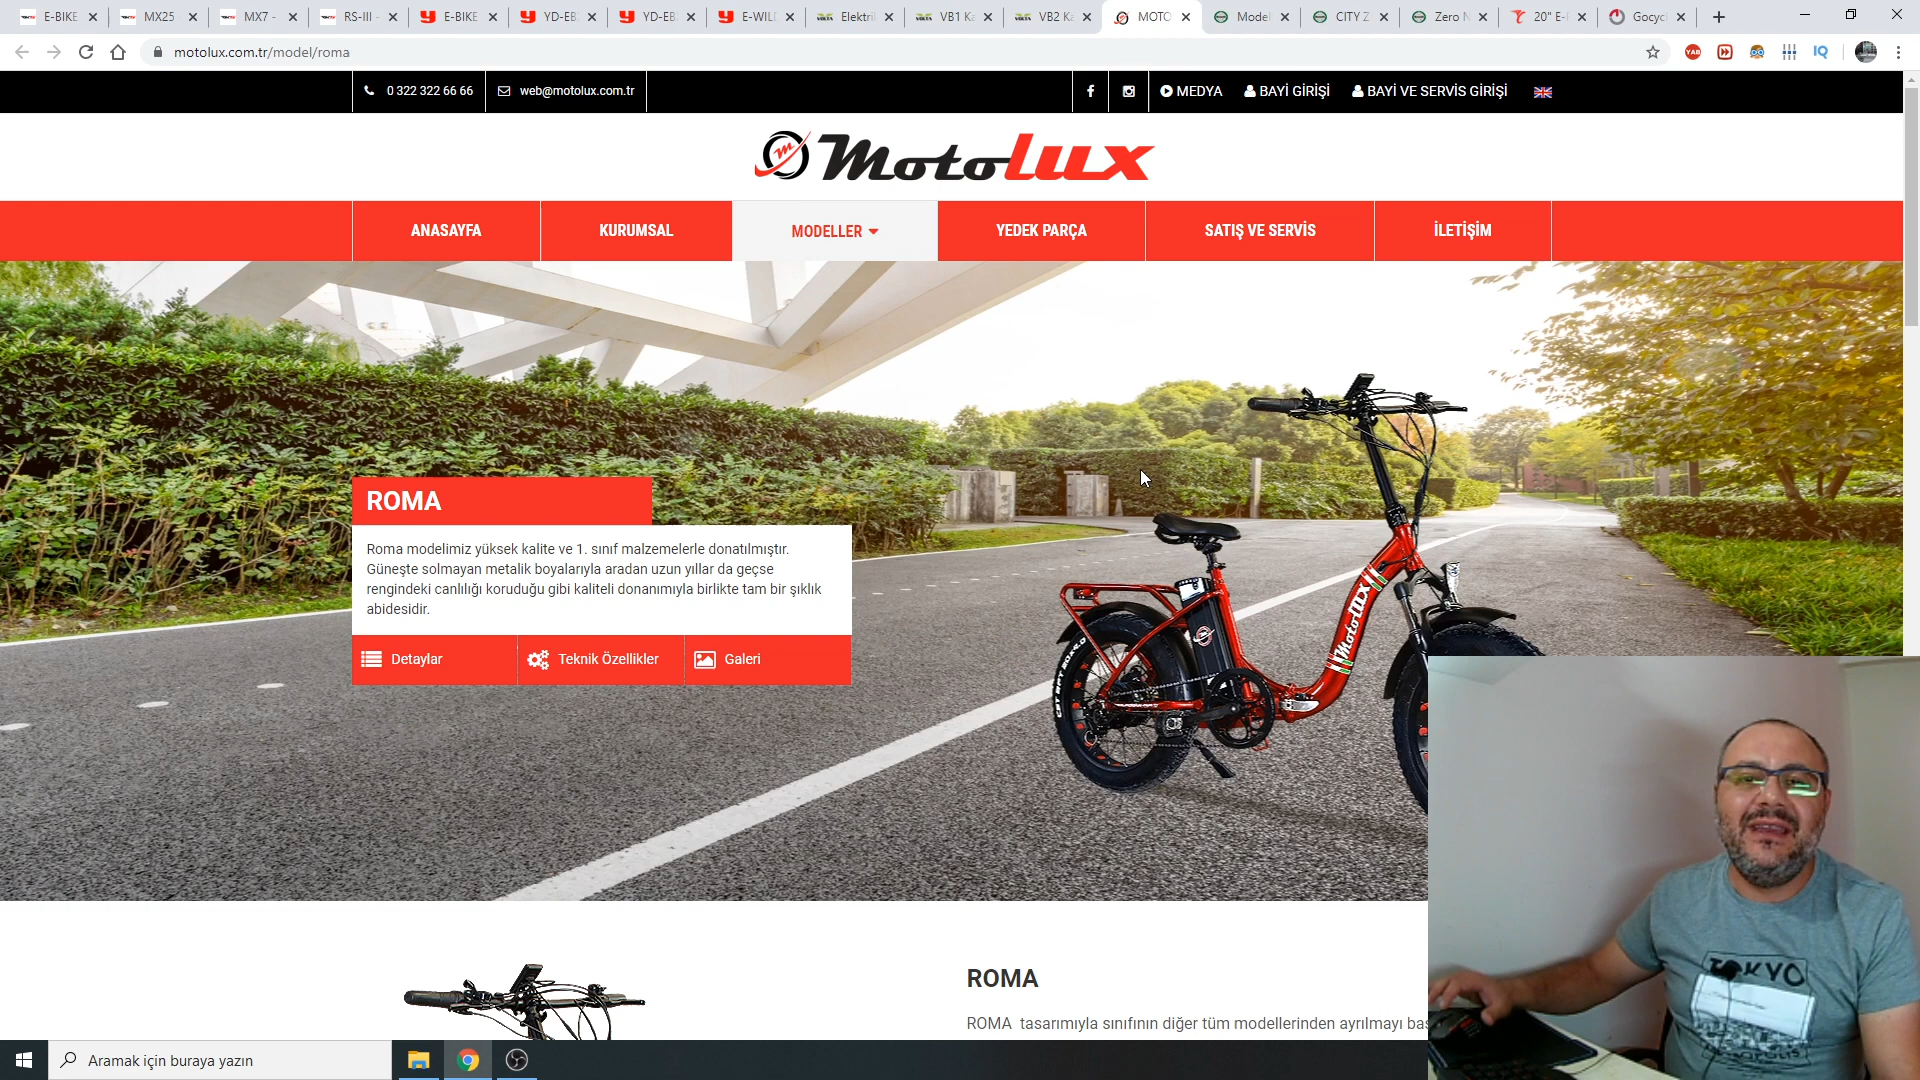 E-BIKE
MX25
MX7 -
RS-III -
E-BIKE
YD-EB
YD-EB
E-WIL
Elektri
VB1 Ka
VB2 Ka
MOTO
Model
CITY Z
Zero N
20" E-
Gocyc
motolux.com.tr/model/roma
YAB
IQ
0 322 322 66 66
web@motolux.com.tr
MEDYA
BAYİ GİRİŞİ
BAYİ VE SERVİS GİRİŞİ
Motolux
ANASAYFA
KURUMSAL
MODELLER
YEDEK PARÇA
SATIŞ VE SERVİS
İLETİŞİM
ROMA
Roma modelimiz yüksek kalite ve 1. sınıf malzemelerle donatılmıştır.
Güneşte solmayan metalik boyalarıyla aradan uzun yıllar da geçse
rengindeki canlılığı koruduğu gibi kaliteli donanımıyla birlikte tam bir şıklık
abidesidir.
Detaylar
Teknik Özellikler
Galeri
MotoLUX
ROMA
ROMA tasarımıyla sınıfının diğer tüm modellerinden ayrılmayı
TOKYO
Aramak için buraya yazın